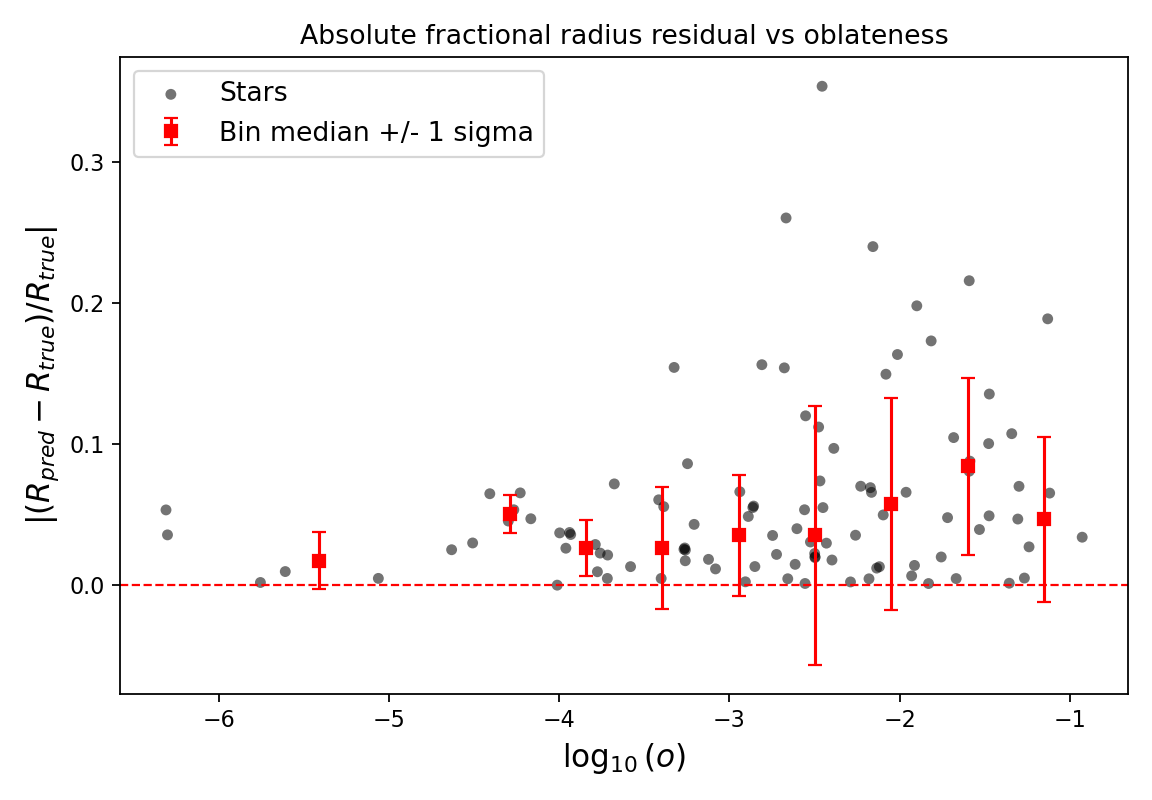 Absolute fractional radius residual vs oblateness
Stars
Bin median +/- 1 sigma
|(R_pred − R_true)/R_true|
0.3
0.2
0.1
0.0
−6 −5 −4 −3 −2 −1
log₁₀ (o)